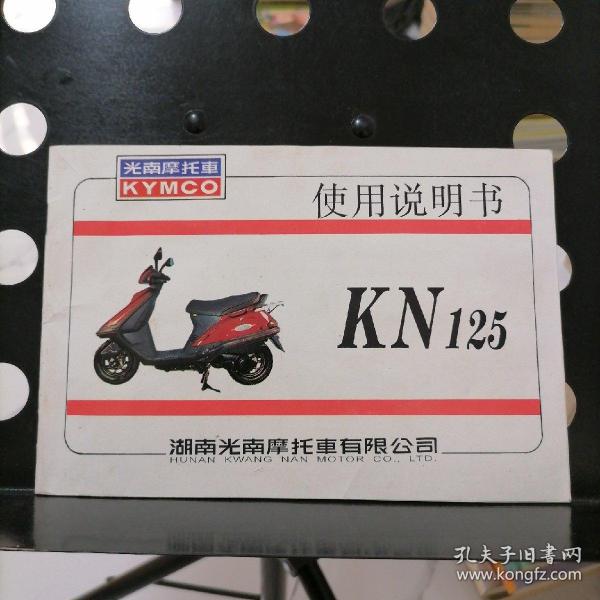 光南摩托車
KYMCO
使用说明书
KN125
湖南光南摩托車有限公司
HUNAN KWANG NAN MOTOR CO., LTD.
孔夫子旧書网
www.kongfz.com